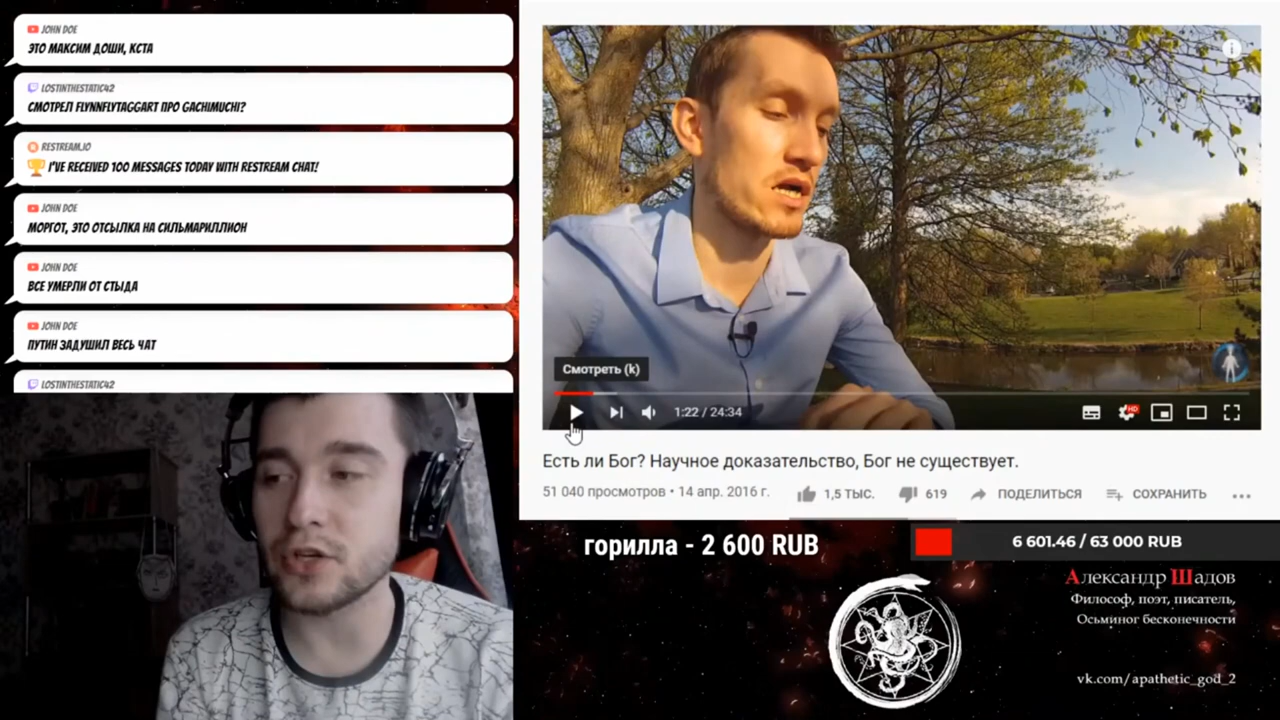 JOHN DOE
ЭТО МАКСИМ ДОШИ, КСТА
LOSTINTHESTATIC42
СМОТРЕЛ FLYNNFLYTAGGART ПРО GACHIMUCHI?
RESTREAM.IO
I'VE RECEIVED 100 MESSAGES TODAY WITH RESTREAM CHAT!
JOHN DOE
МОРГОТ, ЭТО ОТСЫЛКА НА СИЛЬМАРИЛЛИОН
JOHN DOE
ВСЕ УМЕРЛИ ОТ СТЫДА
JOHN DOE
ПУТИН ЗАДУШИЛ ВЕСЬ ЧАТ
LOSTINTHESTATIC42
Смотреть (k)
1:22 / 24:34
HD
Есть ли Бог? Научное доказательство, Бог не существует.
51 040 просмотров • 14 апр. 2016 г.
1,5 ТЫС.
619
ПОДЕЛИТЬСЯ
СОХРАНИТЬ
горилла - 2 600 RUB
6 601.46 / 63 000 RUB
Александр Шадов
Философ, поэт, писатель,
Осьминог бесконечности
vk.com/apathetic_god_2